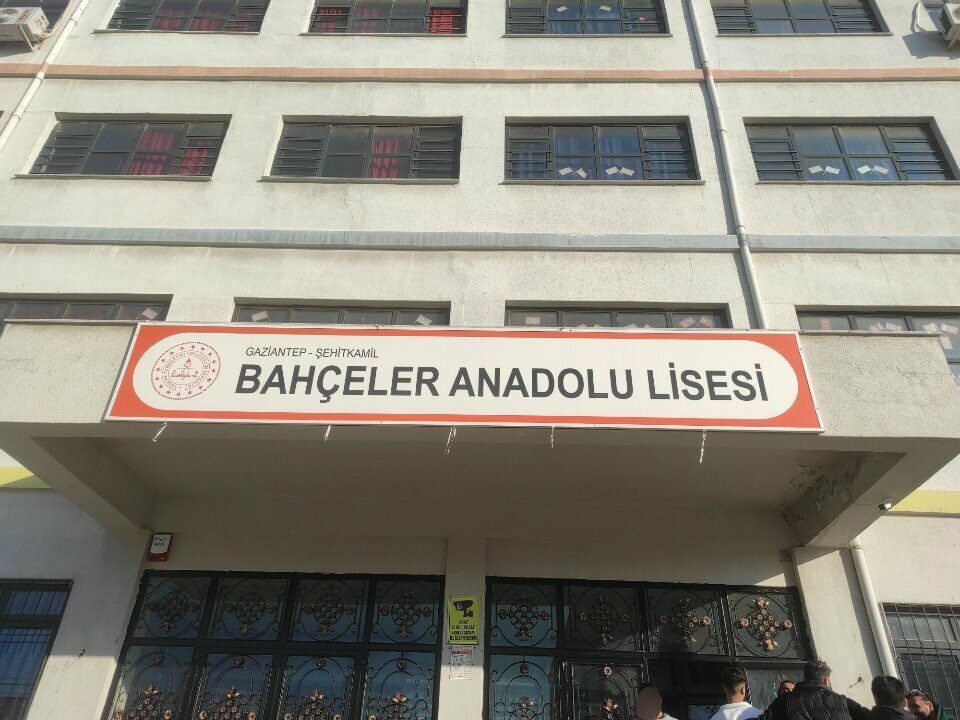 GAZİANTEP - ŞEHİTKAMİL
BAHÇELER ANADOLU LİSESİ